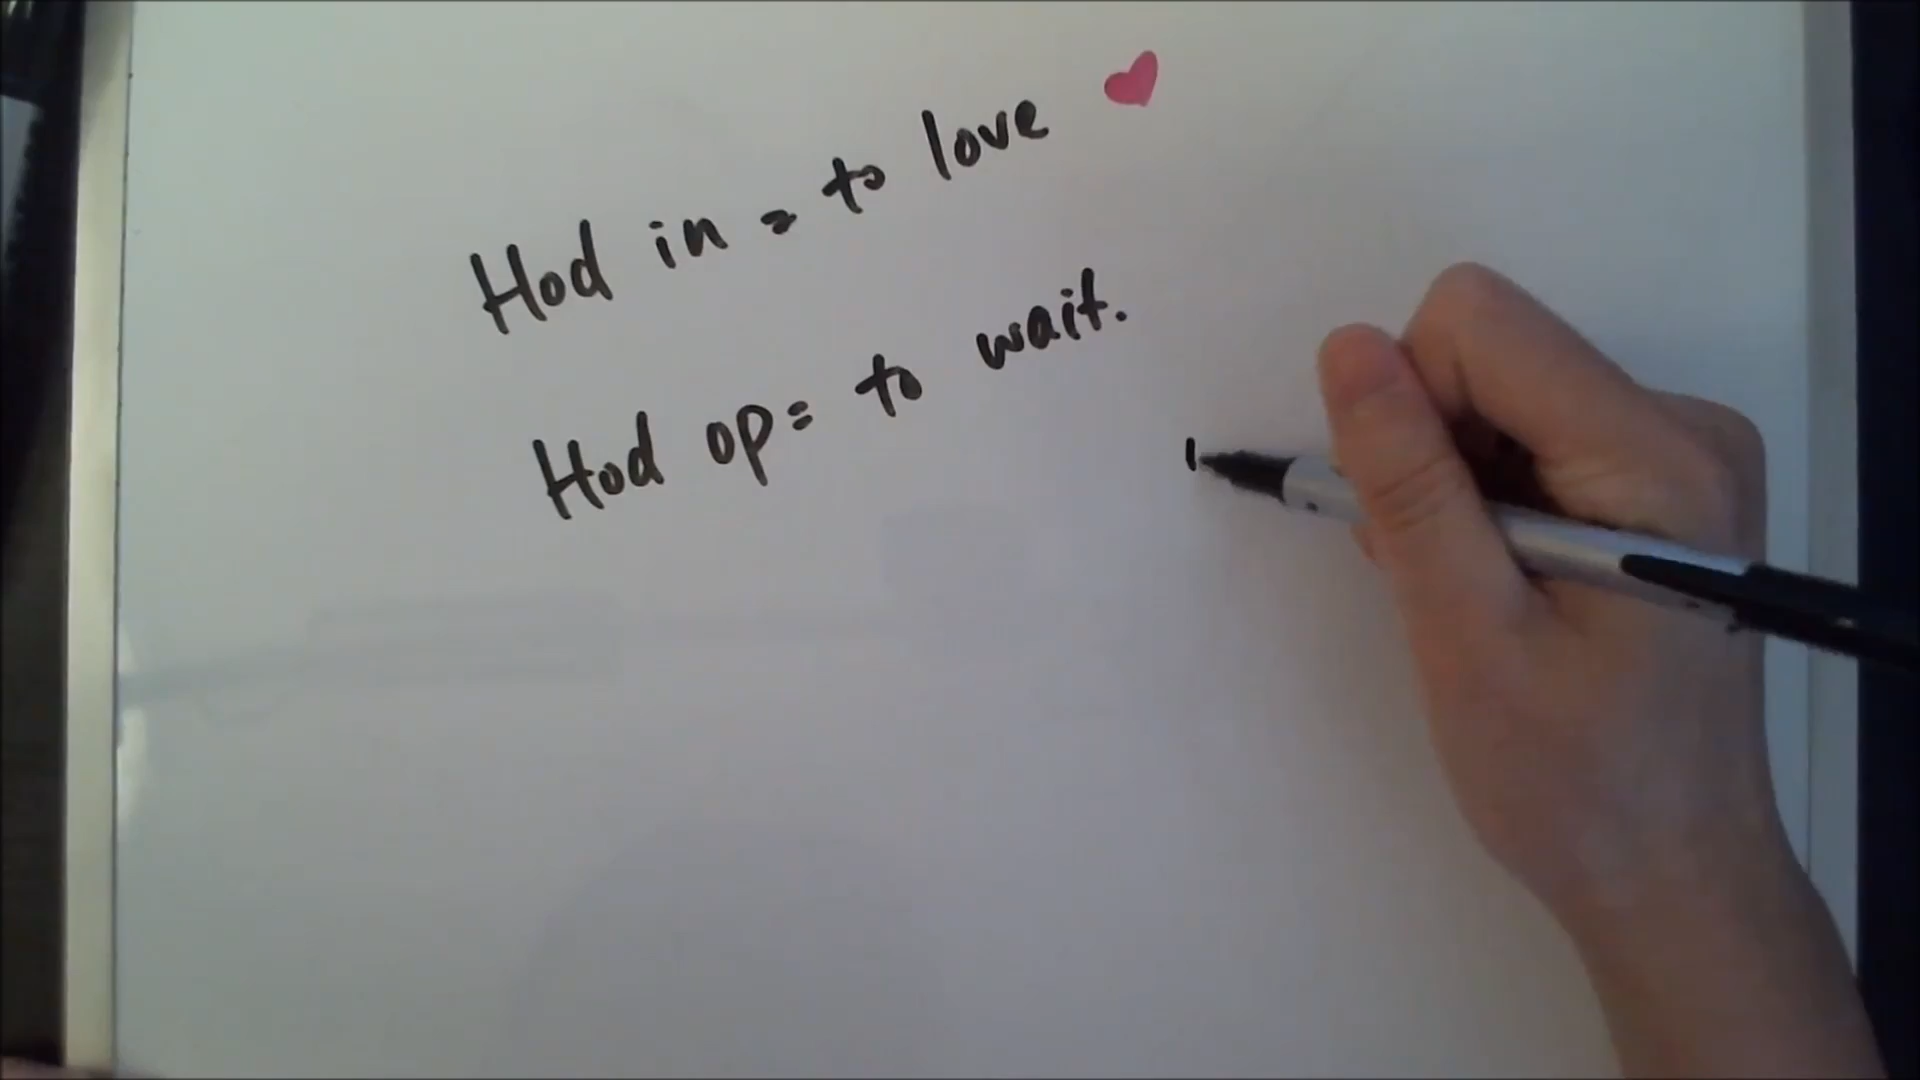 Hod in = to love
Hod op = to wait.